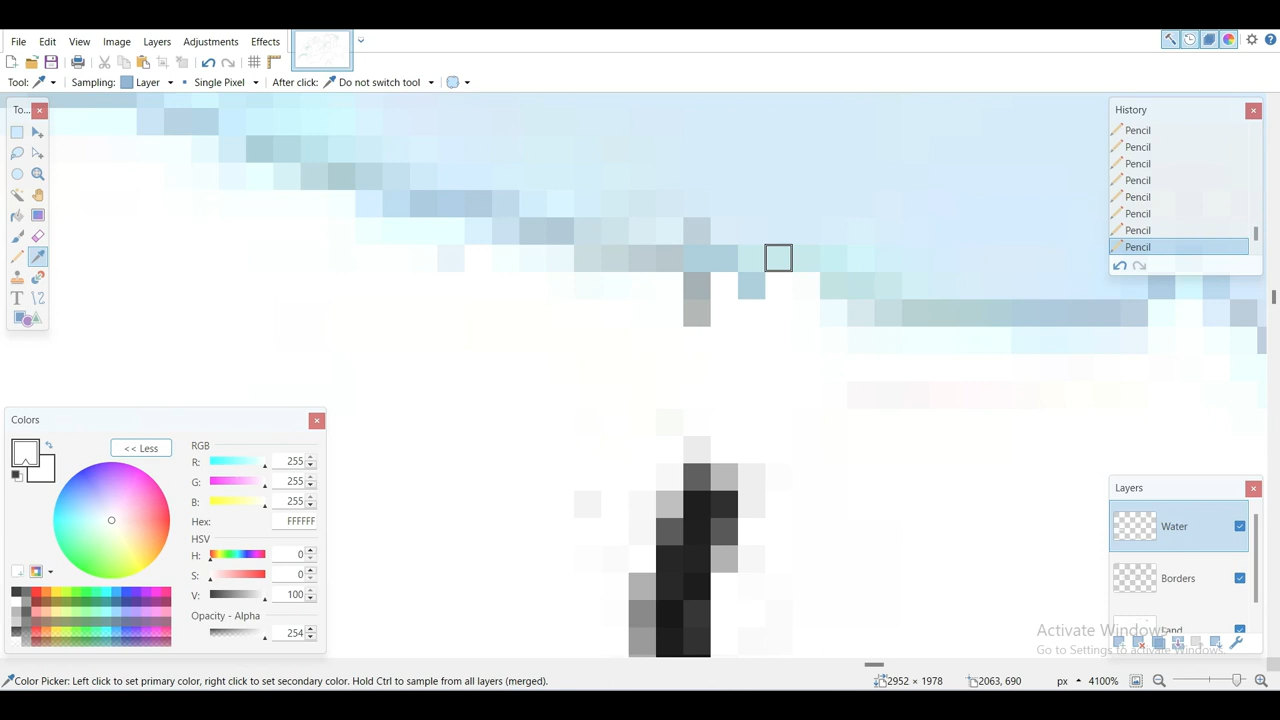 File Edit View Image Layers Adjustments Effects
Tool: Sampling: Layer Single Pixel After click: Do not switch tool
To...
History
Pencil
Pencil
Pencil
Pencil
Pencil
Pencil
Pencil
Pencil
Colors
<< Less
RGB
R: 255
G: 255
B: 255
Hex: FFFFFF
HSV
H: 0
S: 0
V: 100
Opacity - Alpha
254
Layers
Water
Borders
Land
Activate Windows
Go to Settings to activate Windows.
Color Picker: Left click to set primary color, right click to set secondary color. Hold Ctrl to sample from all layers (merged).
2952 × 1978 2063, 690 px 4100%